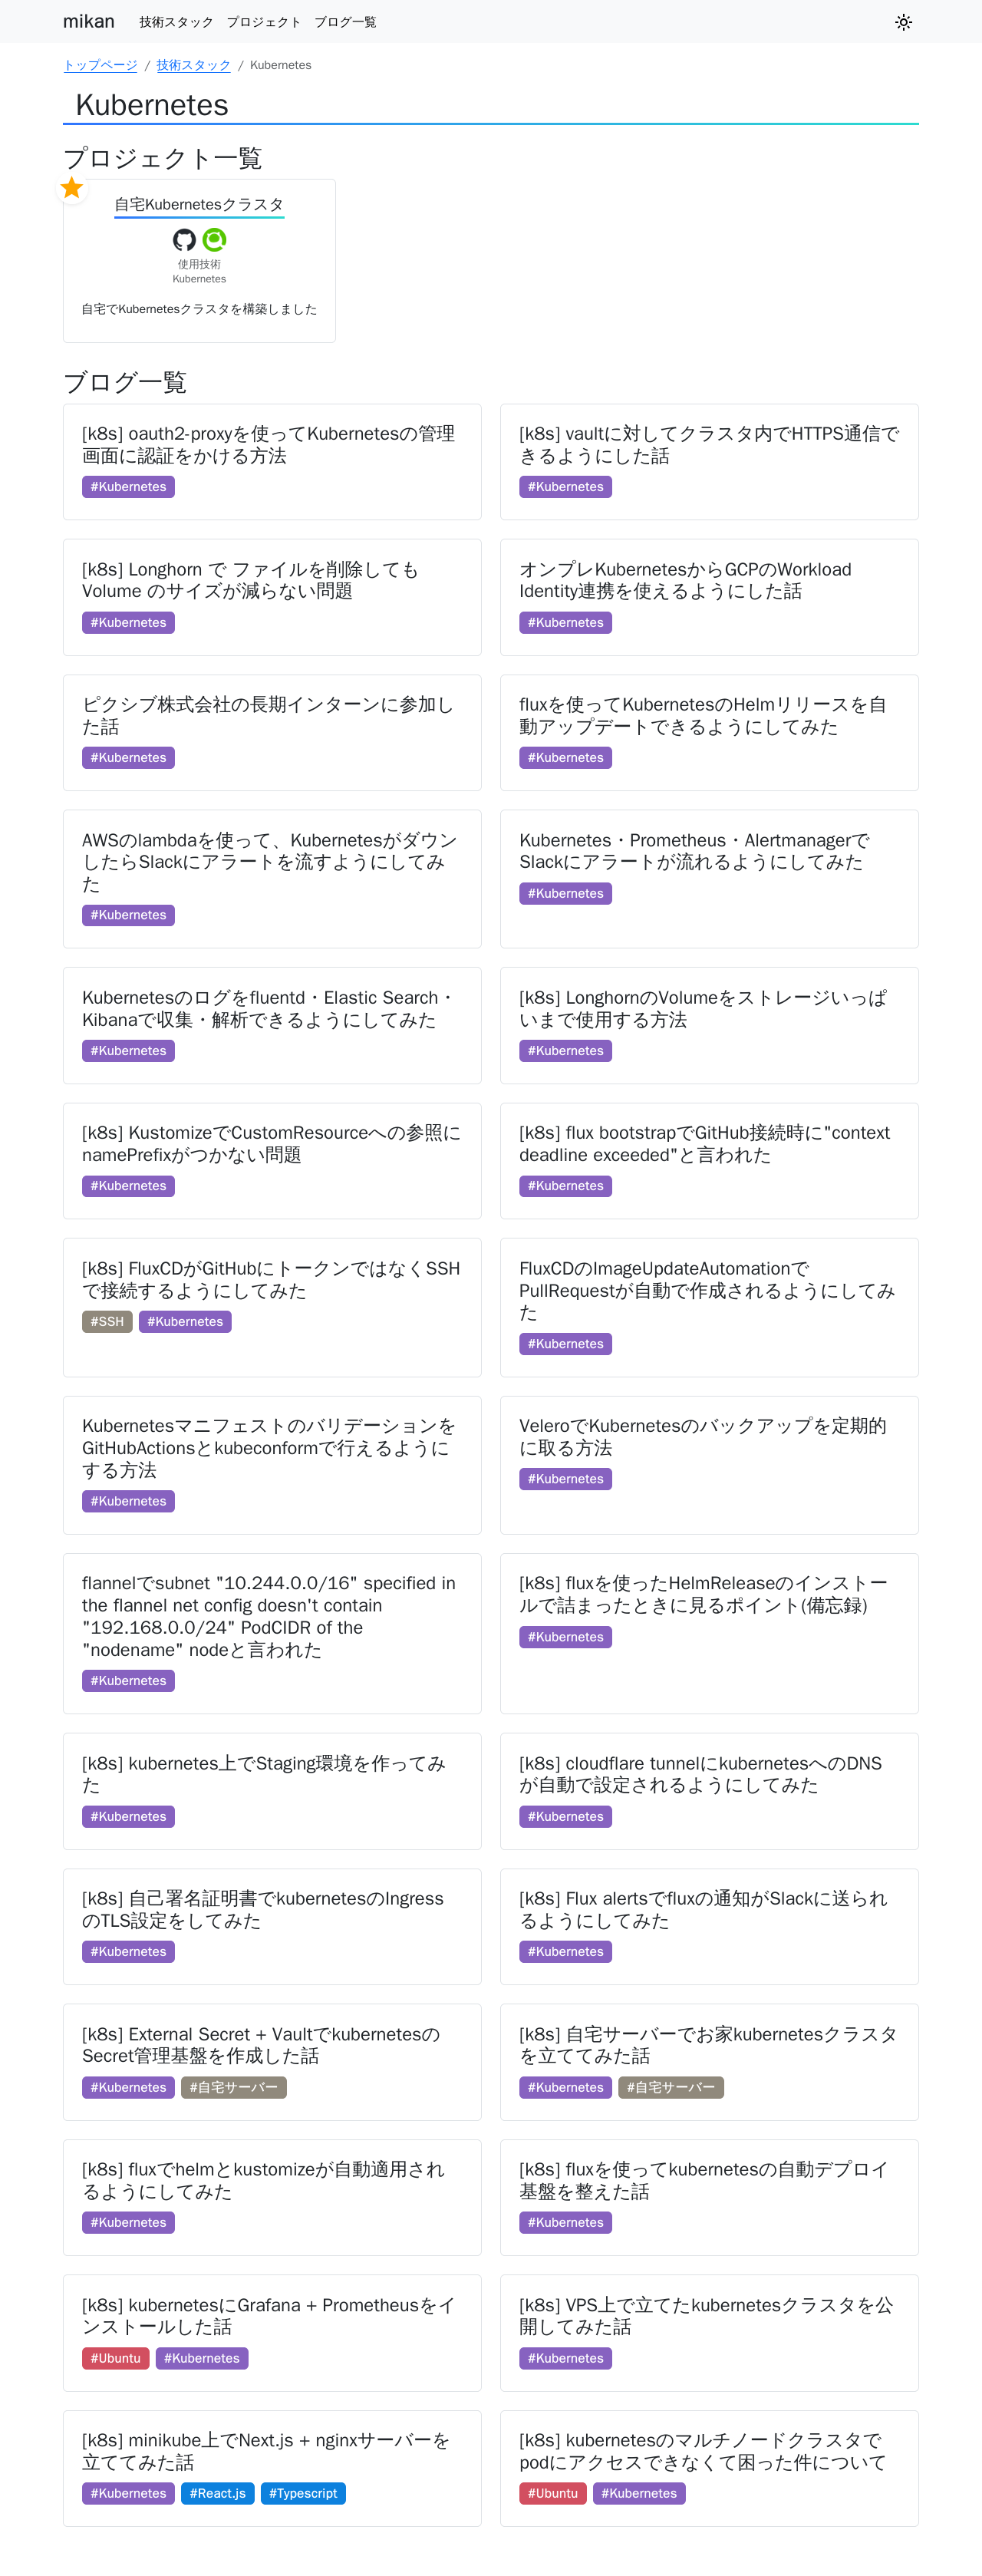 mikan 技術スタック プロジェクト ブログ一覧
トップページ / 技術スタック / Kubernetes
Kubernetes
プロジェクト一覧
自宅Kubernetesクラスタ
使用技術
Kubernetes
自宅でKubernetesクラスタを構築しました
ブログ一覧
[k8s] oauth2-proxyを使ってKubernetesの管理
画面に認証をかける方法
#Kubernetes
[k8s] vaultに対してクラスタ内でHTTPS通信で
きるようにした話
#Kubernetes
[k8s] Longhorn で ファイルを削除しても
Volume のサイズが減らない問題
#Kubernetes
オンプレKubernetesからGCPのWorkload
Identity連携を使えるようにした話
#Kubernetes
ピクシブ株式会社の長期インターンに参加し
た話
#Kubernetes
fluxを使ってKubernetesのHelmリリースを自
動アップデートできるようにしてみた
#Kubernetes
AWSのlambdaを使って、Kubernetesがダウン
したらSlackにアラートを流すようにしてみ
た
#Kubernetes
Kubernetes・Prometheus・Alertmanagerで
Slackにアラートが流れるようにしてみた
#Kubernetes
Kubernetesのログをfluentd・Elastic Search・
Kibanaで収集・解析できるようにしてみた
#Kubernetes
[k8s] LonghornのVolumeをストレージいっぱ
いまで使用する方法
#Kubernetes
[k8s] KustomizeでCustomResourceへの参照に
namePrefixがつかない問題
#Kubernetes
[k8s] flux bootstrapでGitHub接続時に"context
deadline exceeded"と言われた
#Kubernetes
[k8s] FluxCDがGitHubにトークンではなくSSH
で接続するようにしてみた
#SSH #Kubernetes
FluxCDのImageUpdateAutomationで
PullRequestが自動で作成されるようにしてみ
た
#Kubernetes
Kubernetesマニフェストのバリデーションを
GitHubActionsとkubeconformで行えるように
する方法
#Kubernetes
VeleroでKubernetesのバックアップを定期的
に取る方法
#Kubernetes
flannelでsubnet "10.244.0.0/16" specified in
the flannel net config doesn't contain
"192.168.0.0/24" PodCIDR of the
"nodename" nodeと言われた
#Kubernetes
[k8s] fluxを使ったHelmReleaseのインストー
ルで詰まったときに見るポイント(備忘録)
#Kubernetes
[k8s] kubernetes上でStaging環境を作ってみ
た
#Kubernetes
[k8s] cloudflare tunnelにkubernetesへのDNS
が自動で設定されるようにしてみた
#Kubernetes
[k8s] 自己署名証明書でkubernetesのIngress
のTLS設定をしてみた
#Kubernetes
[k8s] Flux alertsでfluxの通知がSlackに送られ
るようにしてみた
#Kubernetes
[k8s] External Secret + Vaultでkubernetesの
Secret管理基盤を作成した話
#Kubernetes #自宅サーバー
[k8s] 自宅サーバーでお家kubernetesクラスタ
を立ててみた話
#Kubernetes #自宅サーバー
[k8s] fluxでhelmとkustomizeが自動適用され
るようにしてみた
#Kubernetes
[k8s] fluxを使ってkubernetesの自動デプロイ
基盤を整えた話
#Kubernetes
[k8s] kubernetesにGrafana + Prometheusをイ
ンストールした話
#Ubuntu #Kubernetes
[k8s] VPS上で立てたkubernetesクラスタを公
開してみた話
#Kubernetes
[k8s] minikube上でNext.js + nginxサーバーを
立ててみた話
#Kubernetes #React.js #Typescript
[k8s] kubernetesのマルチノードクラスタで
podにアクセスできなくて困った件について
#Ubuntu #Kubernetes